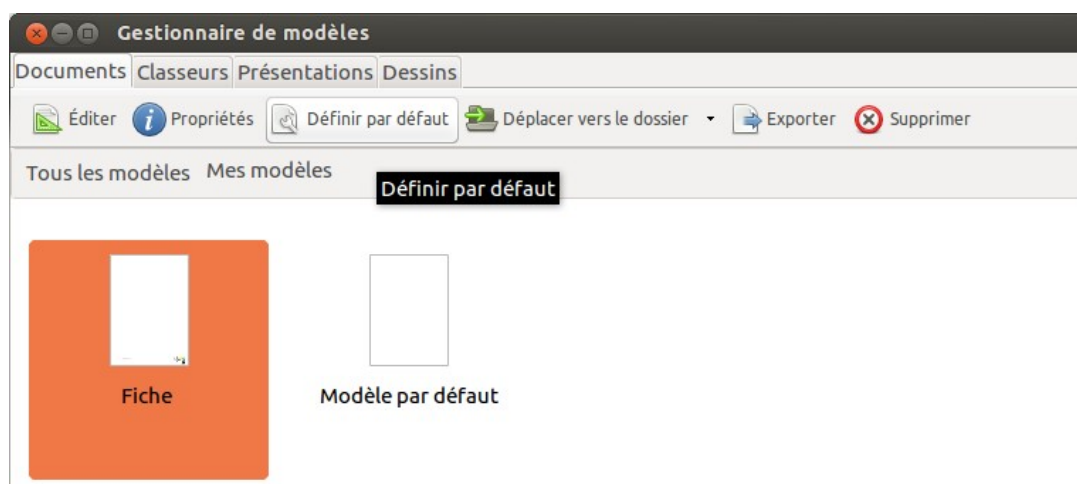 Gestionnaire de modèles
Documents Classeurs Présentations Dessins
Éditer Propriétés Définir par défaut Déplacer vers le dossier Exporter Supprimer
Tous les modèles Mes modèles
Définir par défaut
Fiche Modèle par défaut